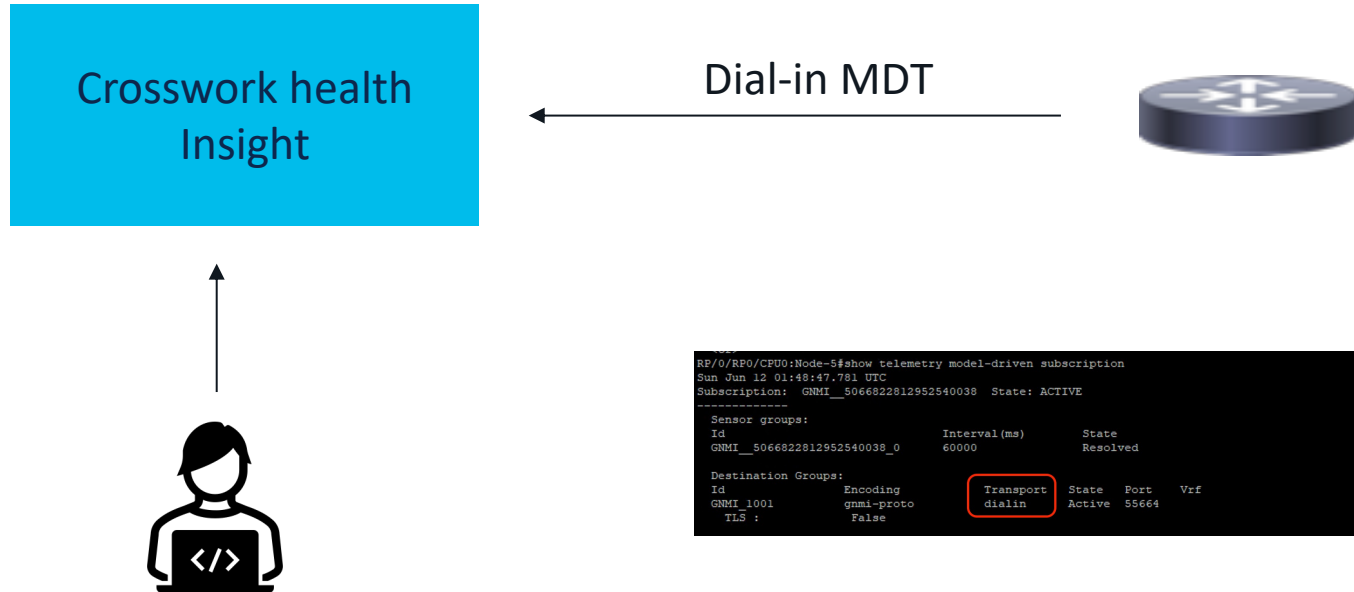 Crosswork health
Insight
Dial-in MDT
RP/0/RP0/CPU0:Node-5#show telemetry model-driven subscription
Sun Jun 12 01:48:47.781 UTC
Subscription:  GNMI__5066822812952540038  State: ACTIVE
-------------
  Sensor groups:
  Id                               Interval(ms)        State
  GNMI__5066822812952540038_0      60000               Resolved
  Destination Groups:
  Id                 Encoding            Transport   State   Port    Vrf
  GNMI_1001          gnmi-proto          dialin      Active  55664
    TLS :             False
</>